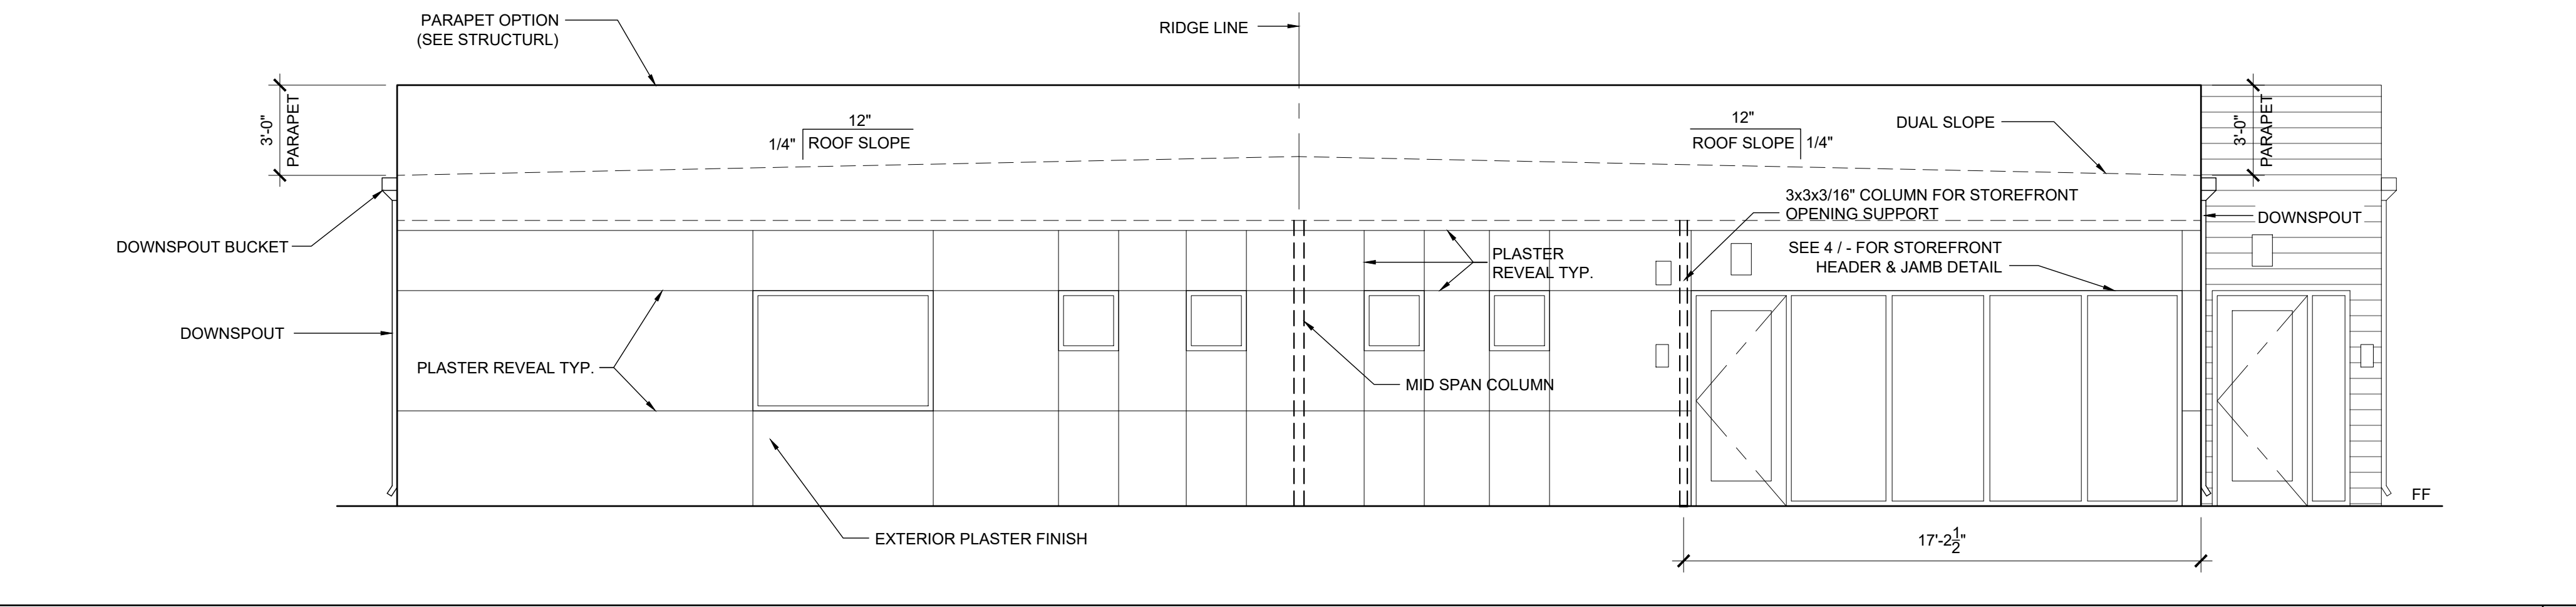 PARAPET OPTION
(SEE STRUCTURL)
RIDGE LINE
3'-0"
PARAPET
12"
1/4"
ROOF SLOPE
12"
ROOF SLOPE
1/4"
DUAL SLOPE
3'-0"
PARAPET
3x3x3/16" COLUMN FOR STOREFRONT
OPENING SUPPORT
DOWNSPOUT
DOWNSPOUT BUCKET
PLASTER
REVEAL TYP.
SEE 4 / - FOR STOREFRONT
HEADER & JAMB DETAIL
DOWNSPOUT
PLASTER REVEAL TYP.
MID SPAN COLUMN
FF
EXTERIOR PLASTER FINISH
17'-2 1/2"